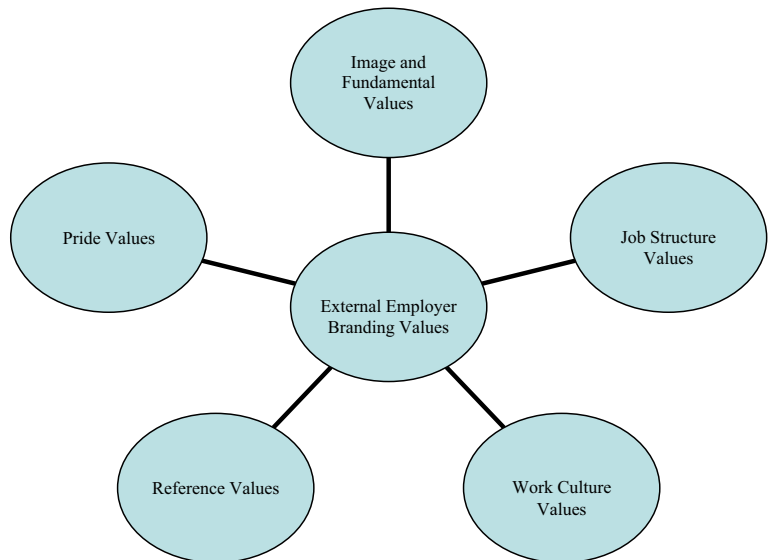 Image and
Fundamental
Values
Pride Values
Job Structure
Values
External Employer
Branding Values
Reference Values
Work Culture
Values